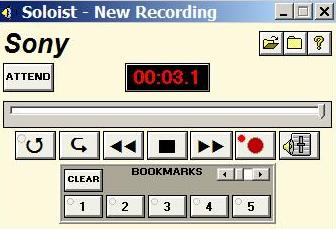 Soloist - New Recording
Sony
?
ATTEND
00:03.1
CLEAR
BOOKMARKS
1 2 3 4 5